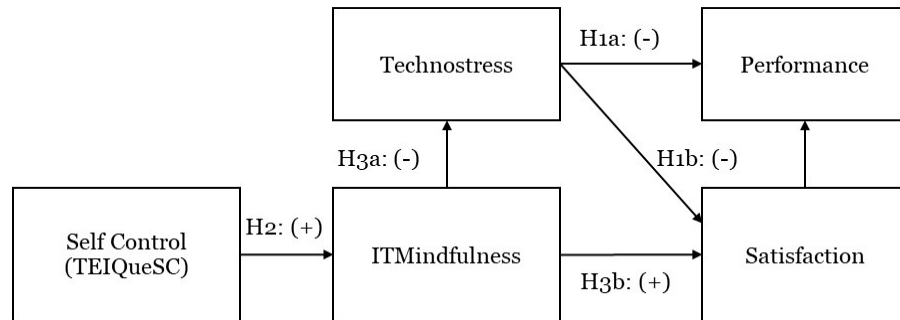 H1a: (-)
Technostress
Performance
H3a: (-)
H1b: (-)
H2: (+)
Self Control
(TEIQueSC)
ITMindfulness
Satisfaction
H3b: (+)